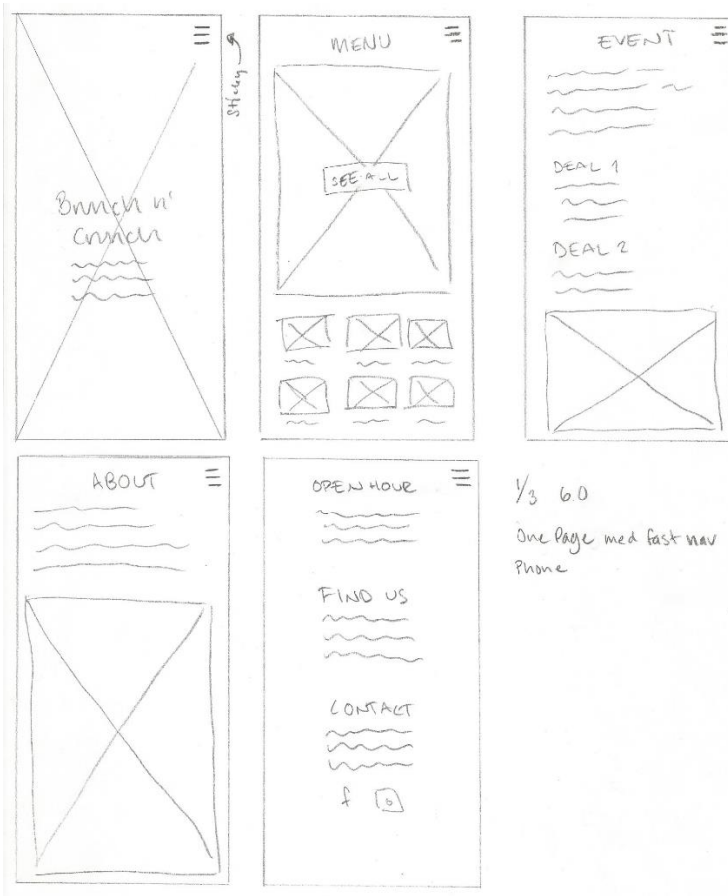 Sticky
Brunch n'
Crunch
MENU
SEE ALL
EVENT
DEAL 1
DEAL 2
ABOUT
OPEN HOUR
FIND US
CONTACT
f
1/3 6.0
One Page med fast nav
Phone